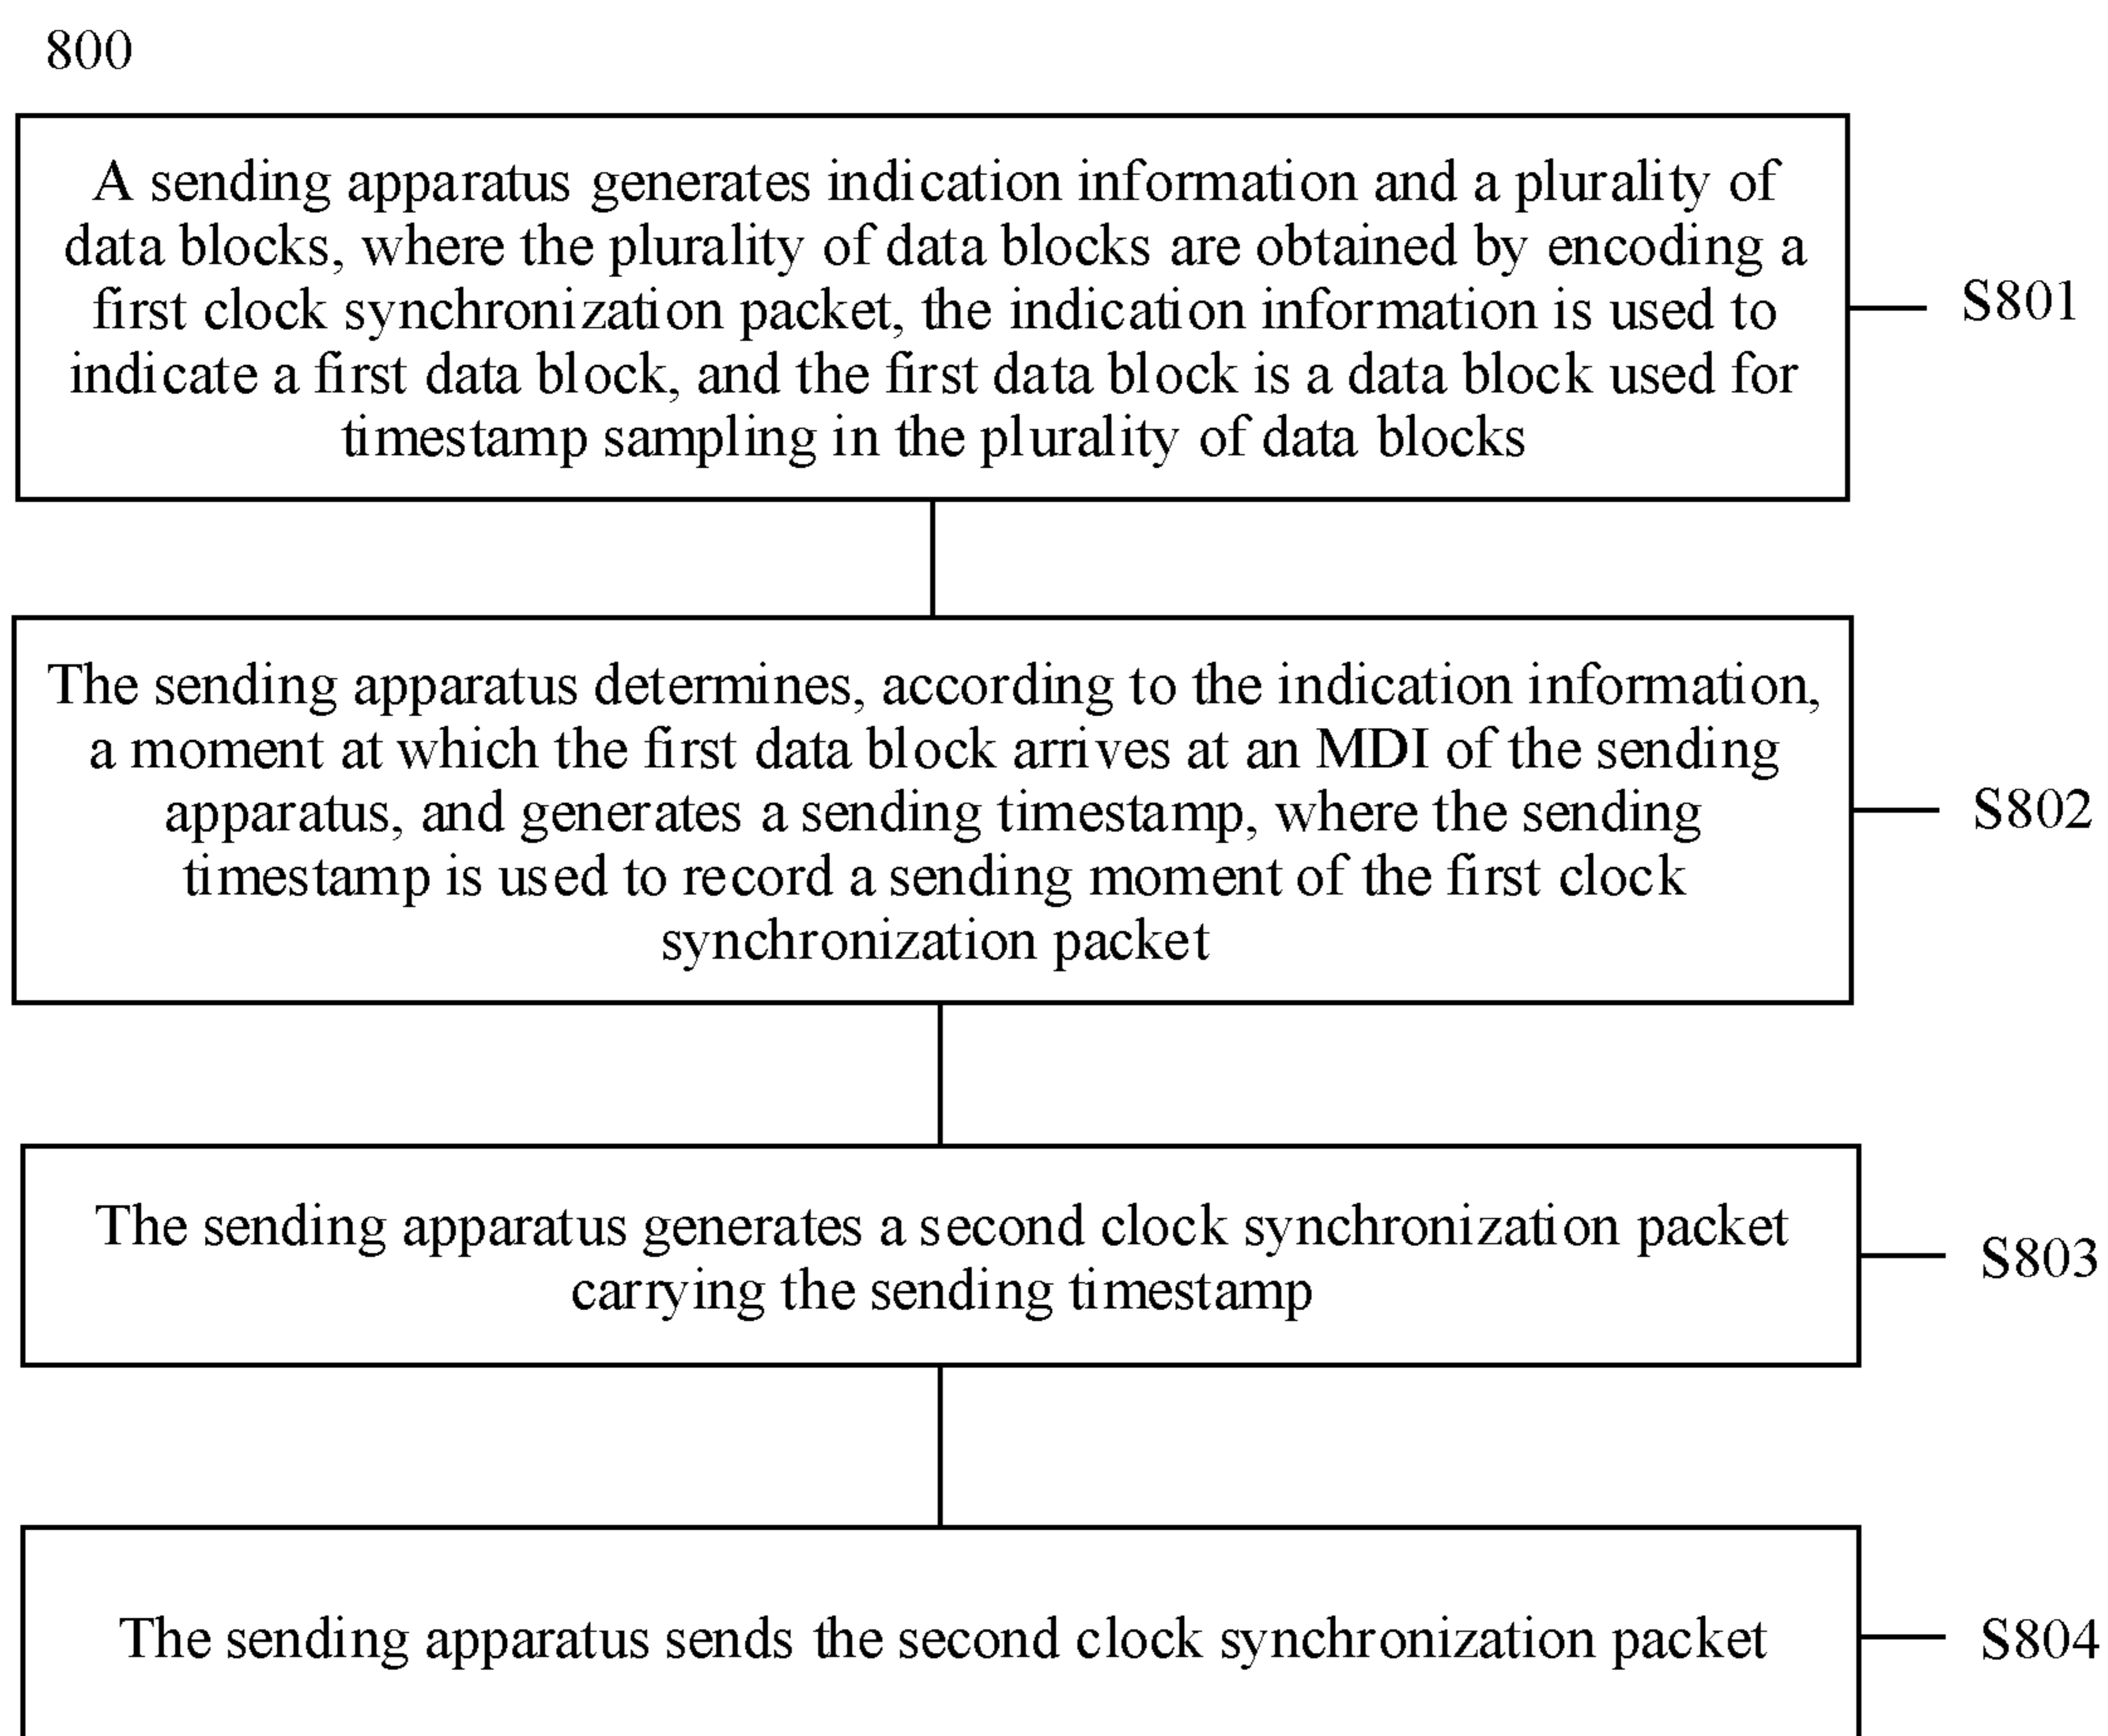 800
A sending apparatus generates indication information and a plurality of
data blocks, where the plurality of data blocks are obtained by encoding a
first clock synchronization packet, the indication information is used to
indicate a first data block, and the first data block is a data block used for
timestamp sampling in the plurality of data blocks
S801
The sending apparatus determines, according to the indication information,
a moment at which the first data block arrives at an MDI of the sending
apparatus, and generates a sending timestamp, where the sending
timestamp is used to record a sending moment of the first clock
synchronization packet
S802
The sending apparatus generates a second clock synchronization packet
carrying the sending timestamp
S803
The sending apparatus sends the second clock synchronization packet
S804